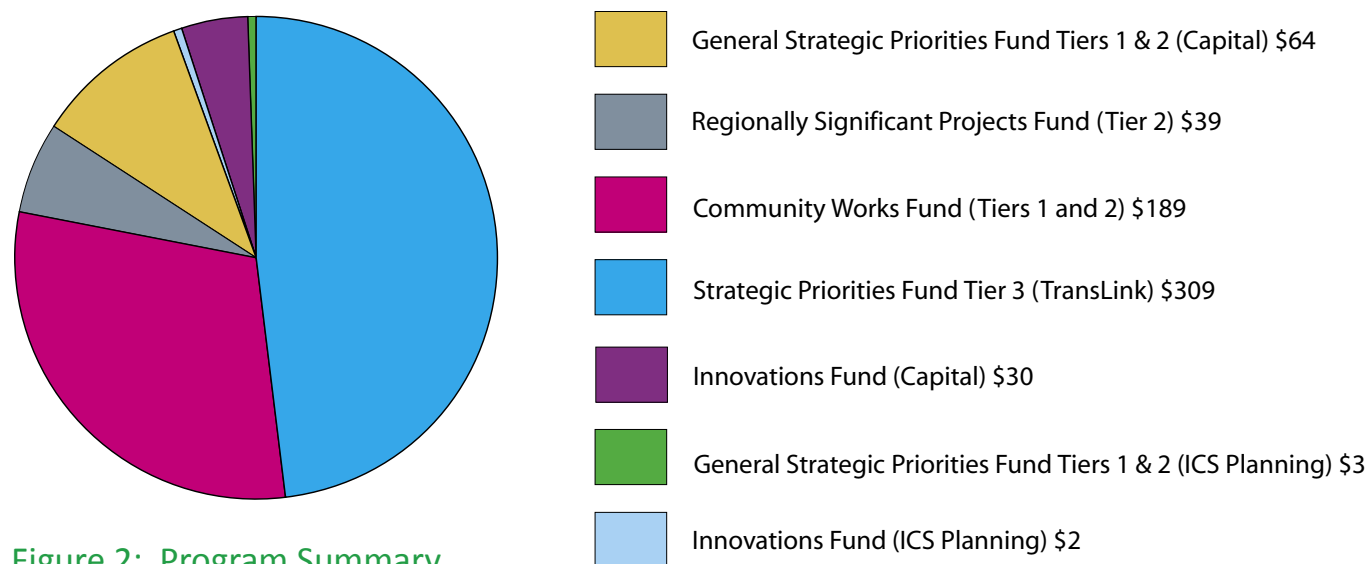 General Strategic Priorities Fund Tiers 1 & 2 (Capital) $64
Regionally Significant Projects Fund (Tier 2) $39
Community Works Fund (Tiers 1 and 2) $189
Strategic Priorities Fund Tier 3 (TransLink) $309
Innovations Fund (Capital) $30
General Strategic Priorities Fund Tiers 1 & 2 (ICS Planning) $3
Innovations Fund (ICS Planning) $2
Figure 2: Program Summary